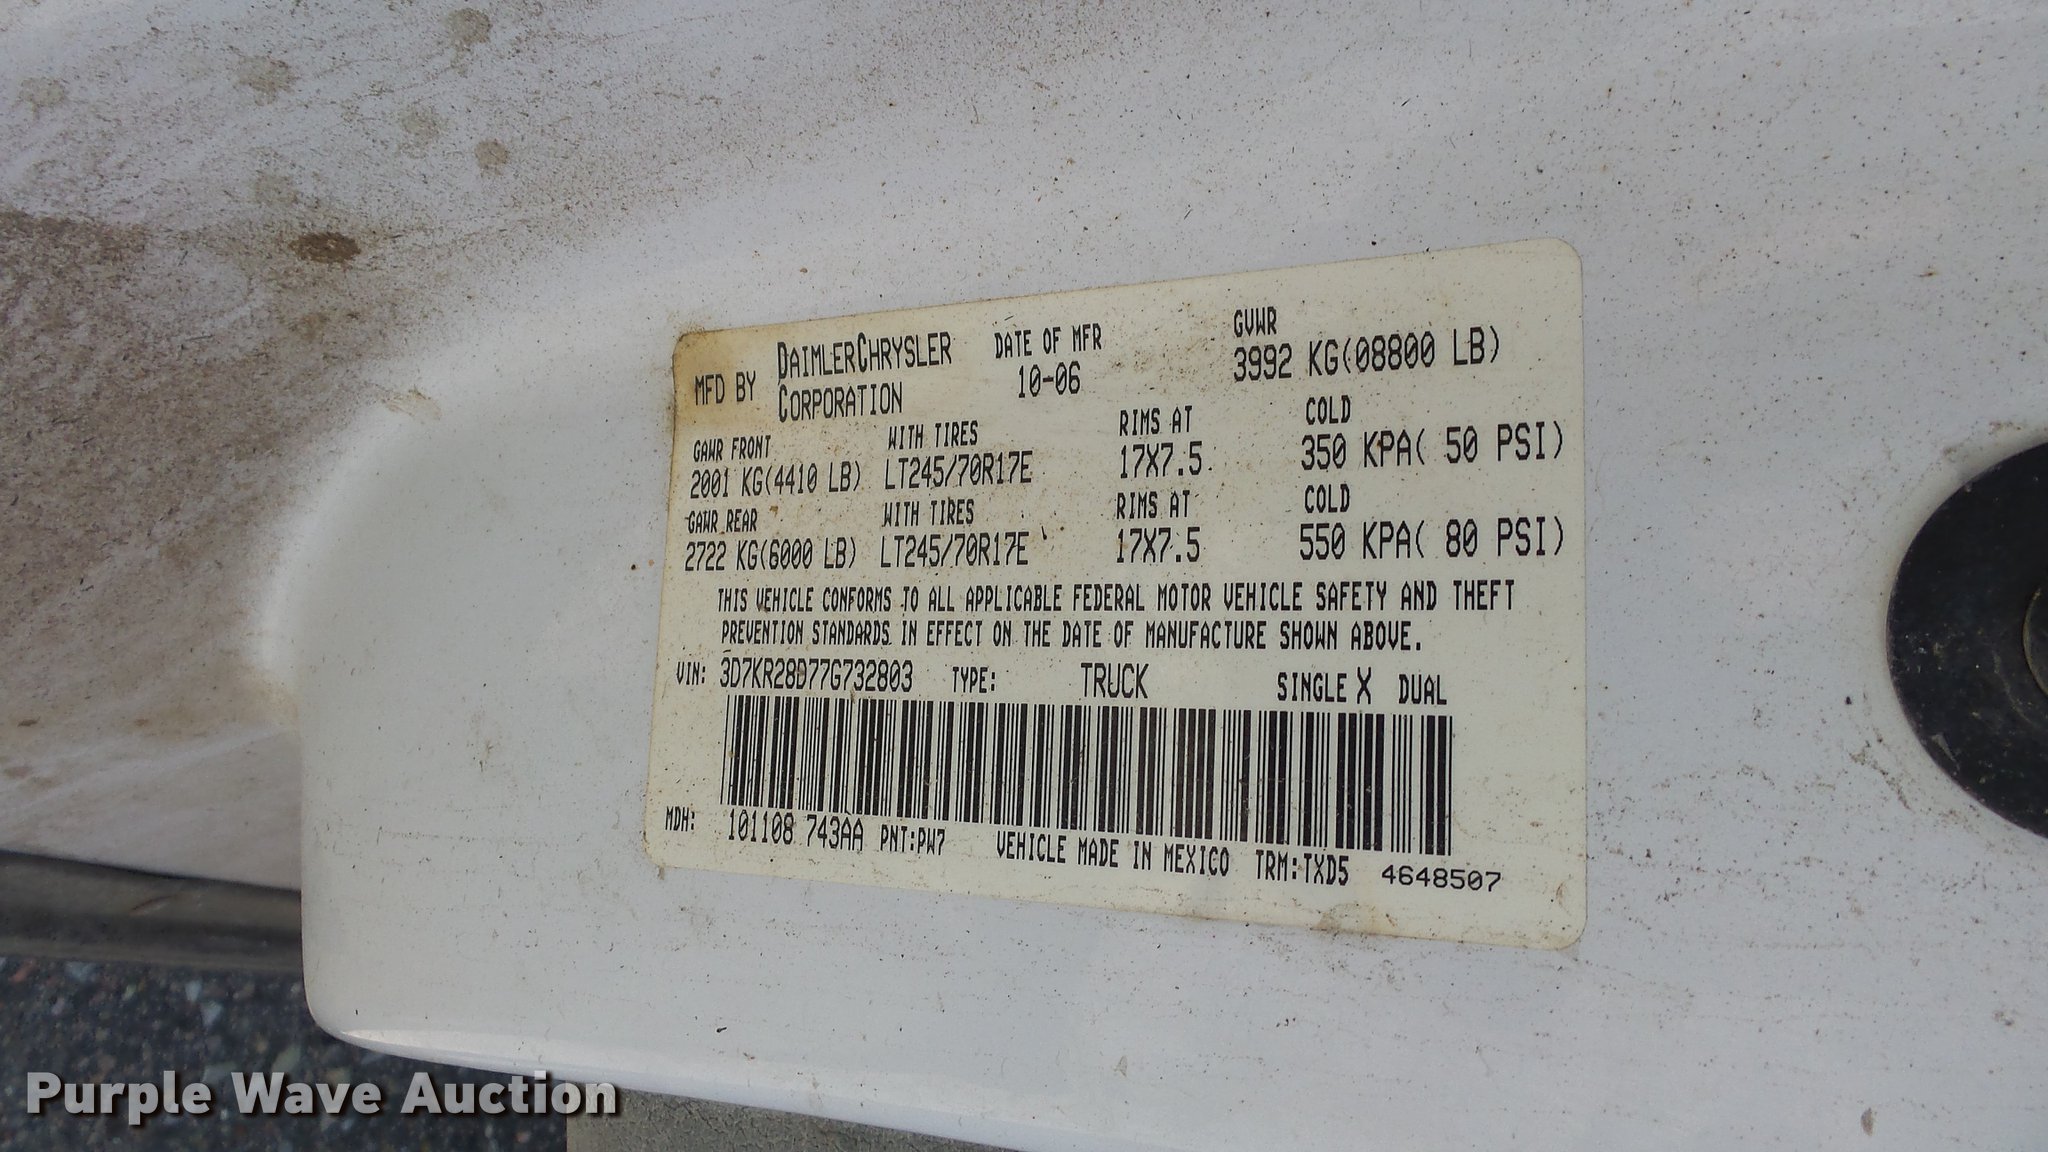 MFD BY DAIMLERCHRYSLER CORPORATION DATE OF MFR 10-06 GVWR 3992 KG(08800 LB)
GAWR FRONT WITH TIRES RIMS AT COLD
2001 KG(4410 LB) LT245/70R17E 17X7.5 350 KPA( 50 PSI)
GAWR REAR WITH TIRES RIMS AT COLD
2722 KG(6000 LB) LT245/70R17E 17X7.5 550 KPA( 80 PSI)
THIS VEHICLE CONFORMS TO ALL APPLICABLE FEDERAL MOTOR VEHICLE SAFETY AND THEFT
PREVENTION STANDARDS IN EFFECT ON THE DATE OF MANUFACTURE SHOWN ABOVE.
VIN: 3D7KR28D77G732803 TYPE: TRUCK SINGLE X DUAL
MDH: 101108 743AA PNT:PW7 VEHICLE MADE IN MEXICO TRM:TXD5 4648507
Purple Wave Auction